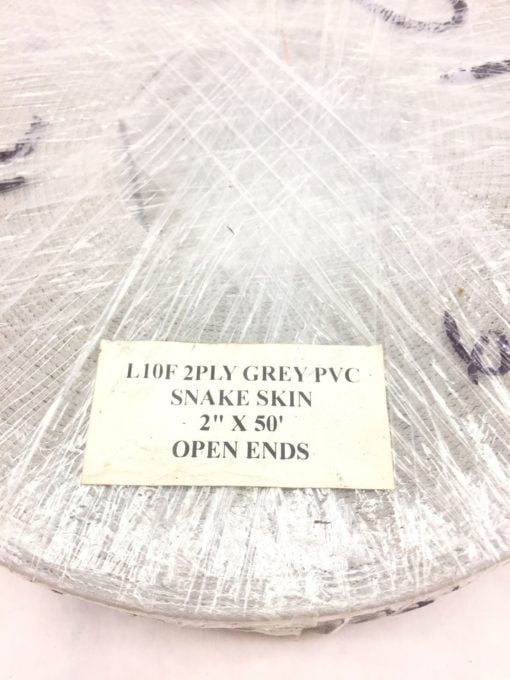 L10F 2PLY GREY PVC
SNAKE SKIN
2" X 50'
OPEN ENDS